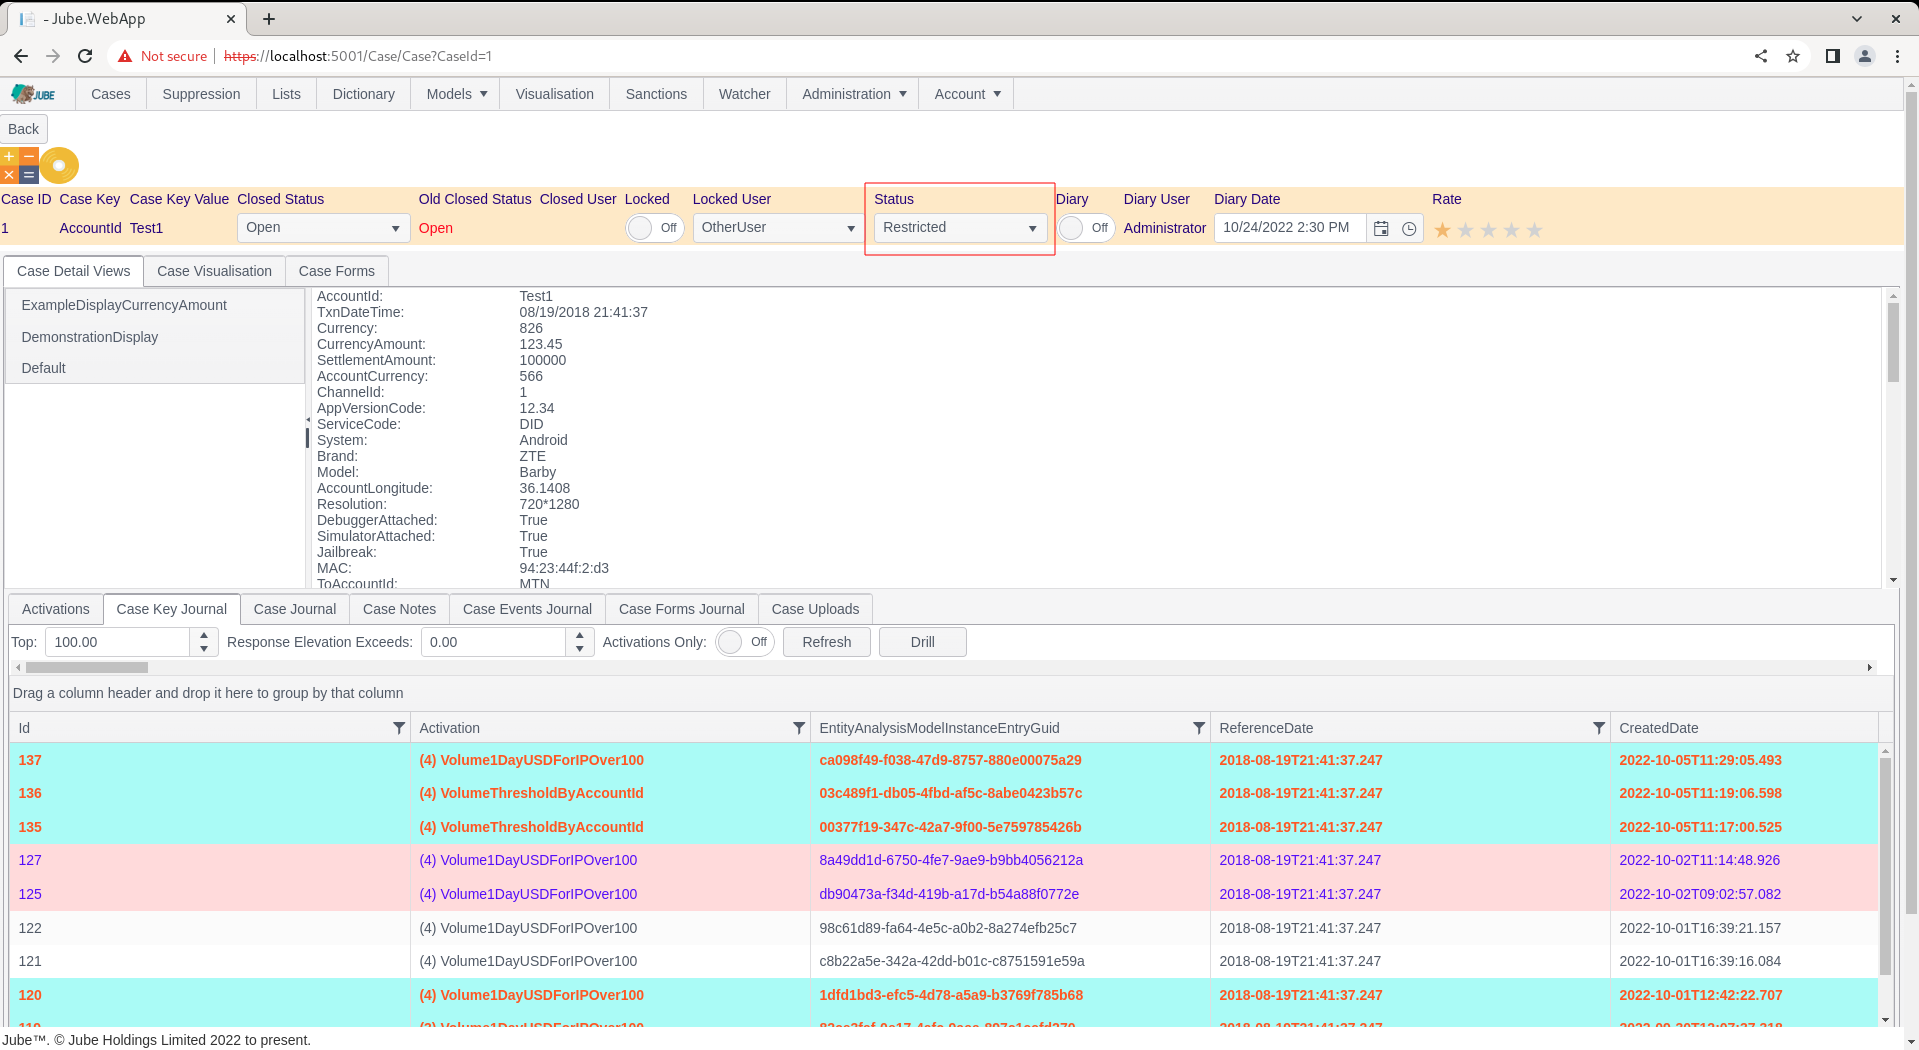 - Jube.WebApp
Not secure https://localhost:5001/Case/Case?CaseId=1
JUBE Cases Suppression Lists Dictionary Models Visualisation Sanctions Watcher Administration Account
Back
Case ID Case Key Case Key Value Closed Status Old Closed Status Closed User Locked Locked User Status Diary Diary User Diary Date Rate
1 AccountId Test1 Open Open Off OtherUser Restricted Off Administrator 10/24/2022 2:30 PM
Case Detail Views Case Visualisation Case Forms
ExampleDisplayCurrencyAmount
DemonstrationDisplay
Default
AccountId: Test1
TxnDateTime: 08/19/2018 21:41:37
Currency: 826
CurrencyAmount: 123.45
SettlementAmount: 100000
AccountCurrency: 566
ChannelId: 1
AppVersionCode: 12.34
ServiceCode: DID
System: Android
Brand: ZTE
Model: Barby
AccountLongitude: 36.1408
Resolution: 720*1280
DebuggerAttached: True
SimulatorAttached: True
Jailbreak: True
MAC: 94:23:44f:2:d3
ToAccountId: MTN
Activations Case Key Journal Case Journal Case Notes Case Events Journal Case Forms Journal Case Uploads
Top: 100.00 Response Elevation Exceeds: 0.00 Activations Only: Off Refresh Drill
Drag a column header and drop it here to group by that column
Id Activation EntityAnalysisModelInstanceEntryGuid ReferenceDate CreatedDate
137 (4) Volume1DayUSDForIPOver100 ca098f49-f038-47d9-8757-880e00075a29 2018-08-19T21:41:37.247 2022-10-05T11:29:05.493
136 (4) VolumeThresholdByAccountId 03c489f1-db05-4fbd-af5c-8abe0423b57c 2018-08-19T21:41:37.247 2022-10-05T11:19:06.598
135 (4) VolumeThresholdByAccountId 00377f19-347c-42a7-9f00-5e759785426b 2018-08-19T21:41:37.247 2022-10-05T11:17:00.525
127 (4) Volume1DayUSDForIPOver100 8a49dd1d-6750-4fe7-9ae9-b9bb4056212a 2018-08-19T21:41:37.247 2022-10-02T11:14:48.926
125 (4) Volume1DayUSDForIPOver100 db90473a-f34d-419b-a17d-b54a88f0772e 2018-08-19T21:41:37.247 2022-10-02T09:02:57.082
122 (4) Volume1DayUSDForIPOver100 98c61d89-fa64-4e5c-a0b2-8a274efb25c7 2018-08-19T21:41:37.247 2022-10-01T16:39:21.157
121 (4) Volume1DayUSDForIPOver100 c8b22a5e-342a-42dd-b01c-c8751591e59a 2018-08-19T21:41:37.247 2022-10-01T16:39:16.084
120 (4) Volume1DayUSDForIPOver100 1dfd1bd3-efc5-4d78-a5a9-b3769f785b68 2018-08-19T21:41:37.247 2022-10-01T12:42:22.707
Jube™. © Jube Holdings Limited 2022 to present.